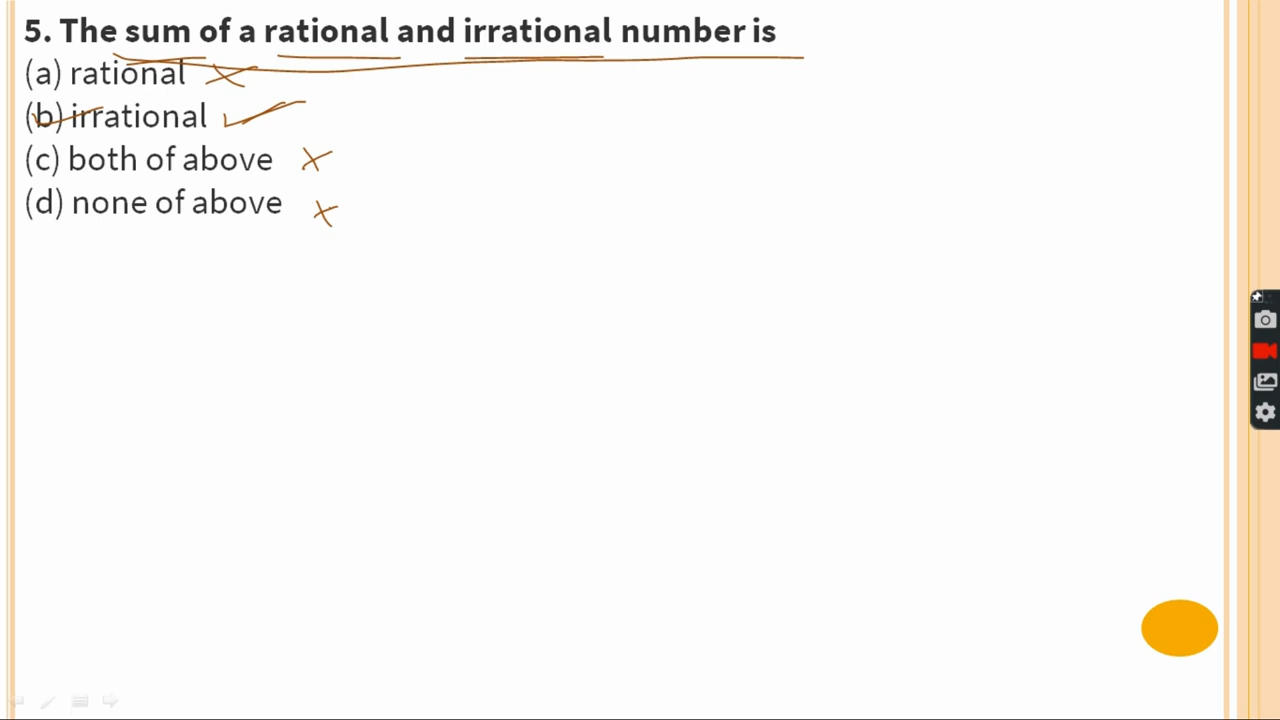 5. The sum of a rational and irrational number is
(a) rational
(b) irrational
(c) both of above
(d) none of above